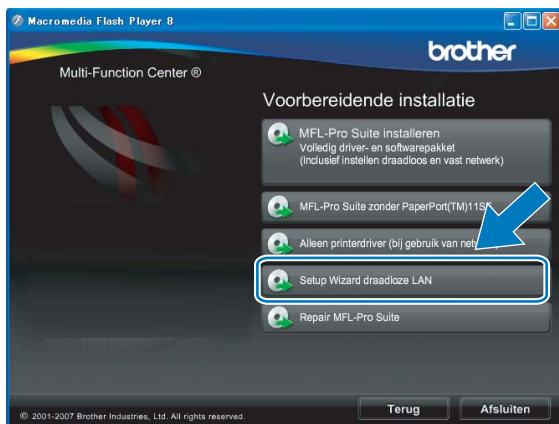 Macromedia Flash Player 8
brother
Multi-Function Center ®
Voorbereidende installatie
MFL-Pro Suite installeren
Volledig driver- en softwarepakket
(Inclusief instellen draadloos en vast netwerk)
MFL-Pro Suite zonder PaperPort(TM)11SE
Alleen printerdriver (bij gebruik van
Setup Wizard draadloze LAN
Repair MFL-Pro Suite
© 2001-2007 Brother Industries, Ltd. All rights reserved.
Terug
Afsluiten